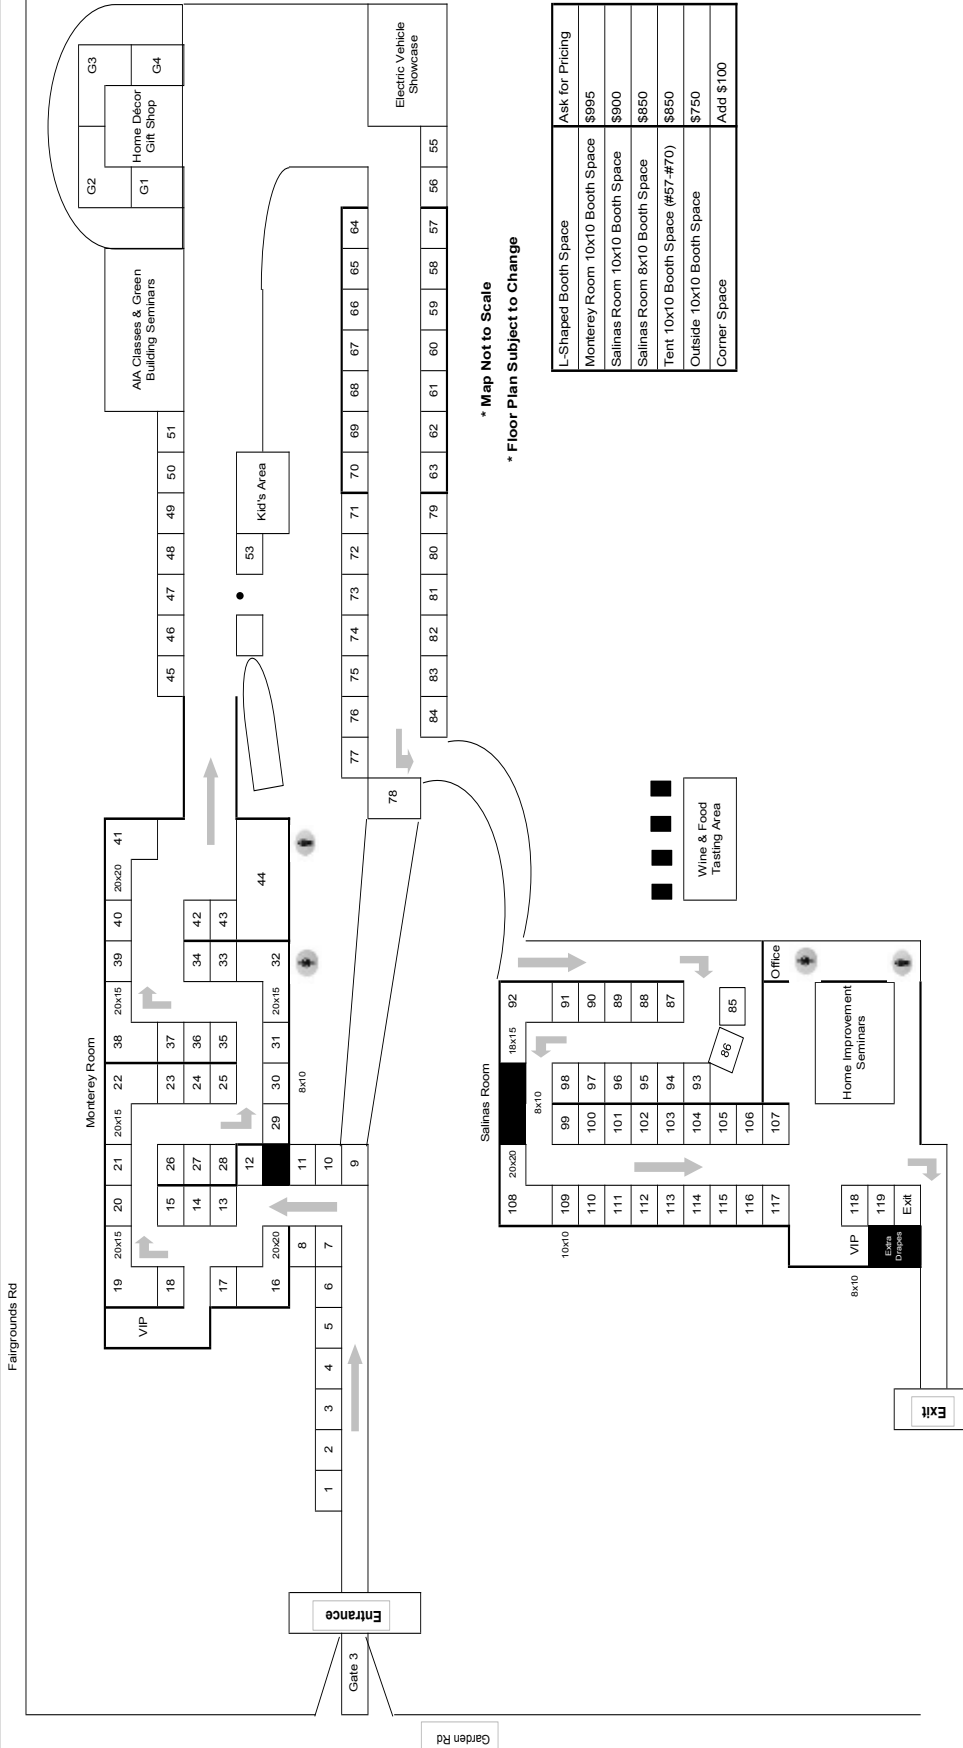 Fairgrounds Rd
Garden Rd
Gate 3
Entrance
1
2
3
4
5
6
7
8
9
10
11
Monterey Room
VIP
19
20x15
20
21
20x15
22
38
20x15
39
40
20x20
41
18
15
26
23
37
14
27
24
36
34
42
17
13
28
25
35
33
43
12
16
20x20
29
30
31
20x15
32
44
8x10
45
46
47
48
49
50
51
53
Kid's Area
AIA Classes & Green
Building Seminars
G1
G2
G3
G4
Home Décor
Gift Shop
Electric Vehicle
Showcase
77
76
75
74
73
72
71
70
69
68
67
66
65
64
78
84
83
82
81
80
79
63
62
61
60
59
58
57
56
55
* Map Not to Scale
* Floor Plan Subject to Change
L-Shaped Booth Space Ask for Pricing
Monterey Room 10x10 Booth Space $995
Salinas Room 10x10 Booth Space $900
Salinas Room 8x10 Booth Space $850
Tent 10x10 Booth Space (#57-#70) $850
Outside 10x10 Booth Space $750
Corner Space Add $100
Salinas Room
108
20x20
18x15
92
8x10
10x10
109
99
98
91
110
100
97
90
111
101
96
89
112
102
95
88
113
103
94
87
114
104
93
115
105
86
85
116
106
117
107
Office
Wine & Food
Tasting Area
Home Improvement
Seminars
VIP
118
119
Exit
Extra
Drapes
8x10
Exit